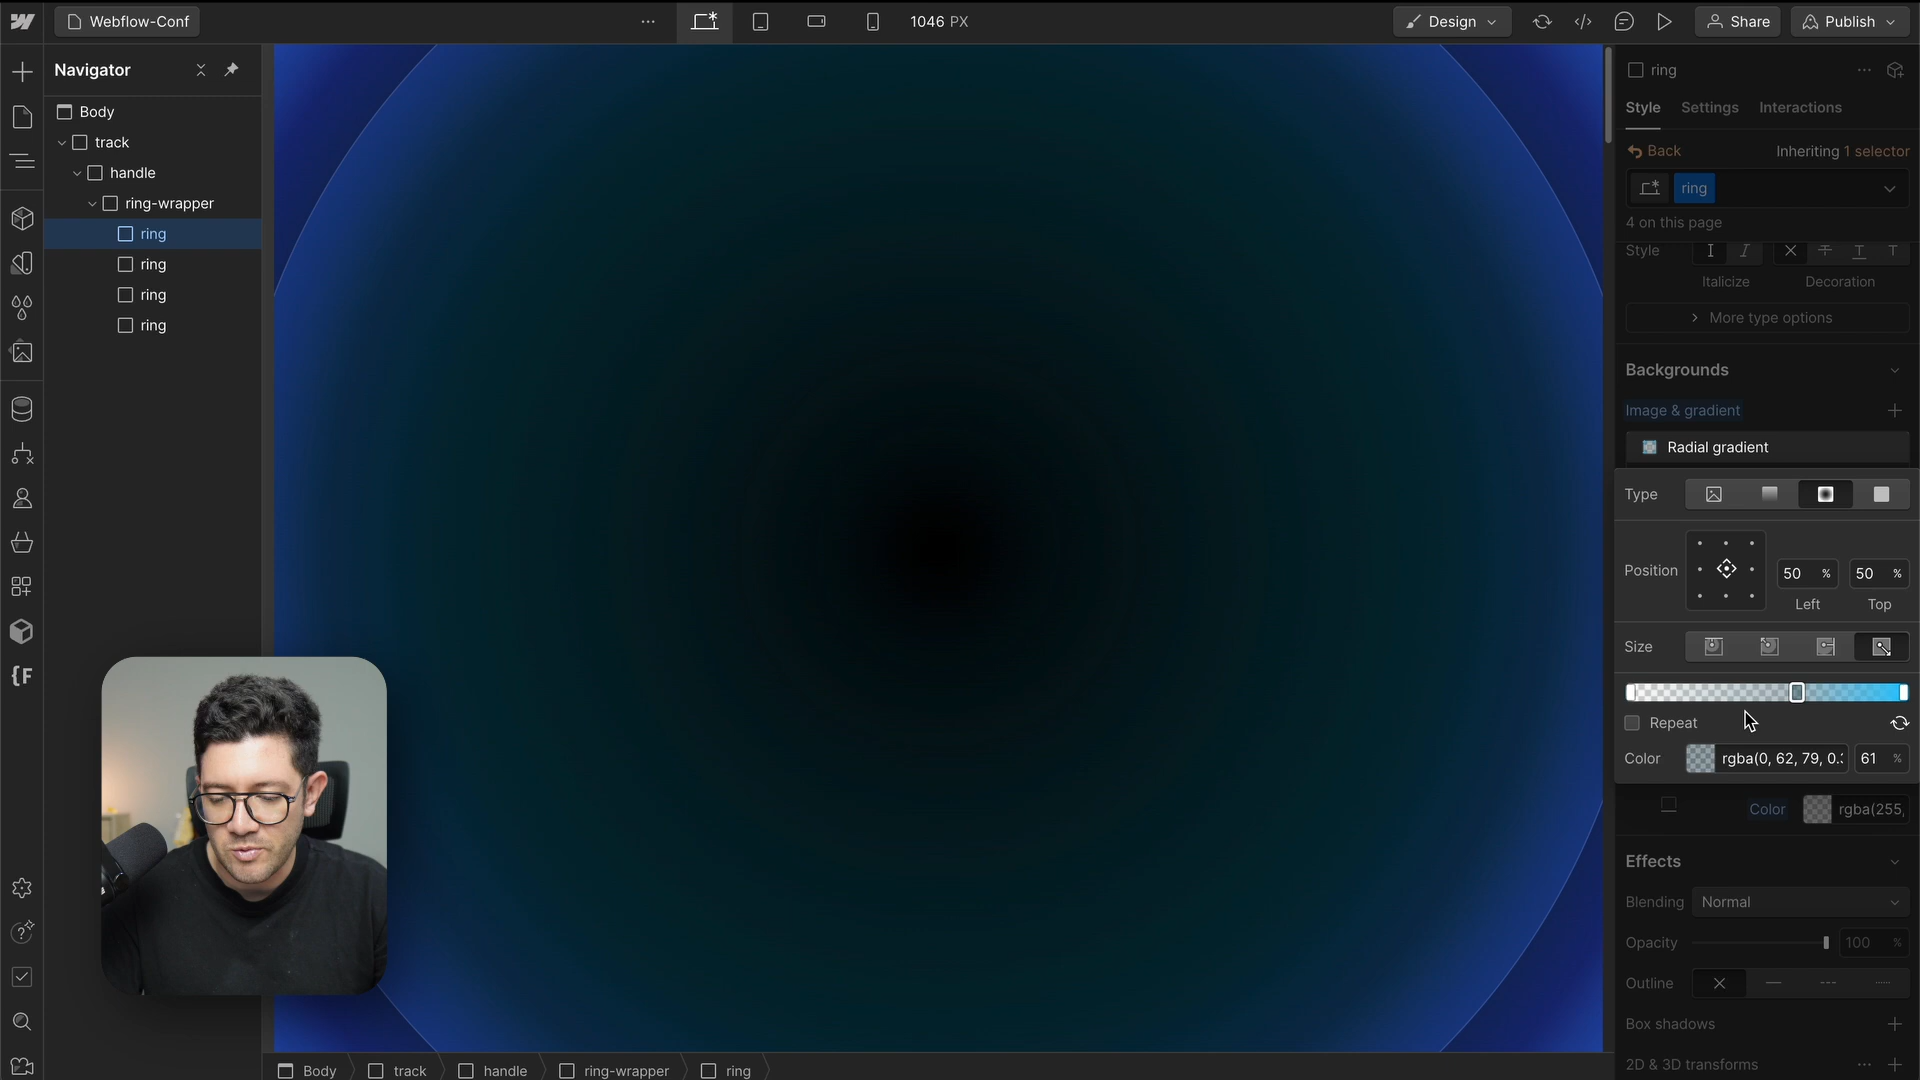 Webflow-Conf
1046 PX
Design
Share
Publish
Navigator
Body
track
handle
ring-wrapper
ring
ring
ring
ring
ring
Style
Settings
Interactions
Back
Inheriting 1 selector
ring
4 on this page
Style
Italicize
Decoration
More type options
Backgrounds
Image & gradient
Radial gradient
Type
Position
50 %
50 %
Left
Top
Size
Repeat
Color
rgba(0, 62, 79, 0.:
61 %
Color
rgba(255,
Effects
Blending
Normal
Opacity
100 %
Outline
Box shadows
2D & 3D transforms
Body
track
handle
ring-wrapper
ring